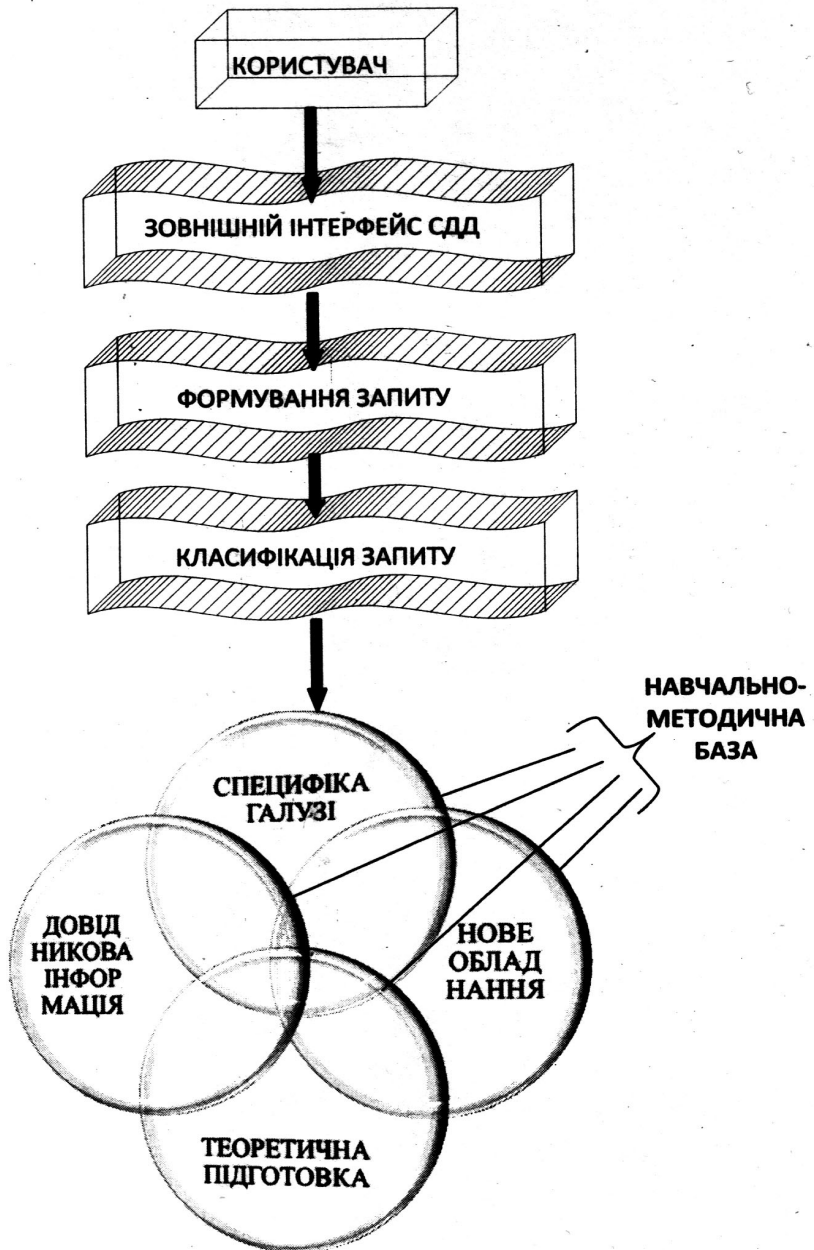 КОРИСТУВАЧ
ЗОВНІШНІЙ ІНТЕРФЕЙС СДД
ФОРМУВАННЯ ЗАПИТУ
КЛАСИФІКАЦІЯ ЗАПИТУ
НАВЧАЛЬНО-
МЕТОДИЧНА
БАЗА
СПЕЦИФІКА
ГАЛУЗІ
ДОВІД
НИКОВА
ІНФОР
МАЦІЯ
НОВЕ
ОБЛАД
НАННЯ
ТЕОРЕТИЧНА
ПІДГОТОВКА